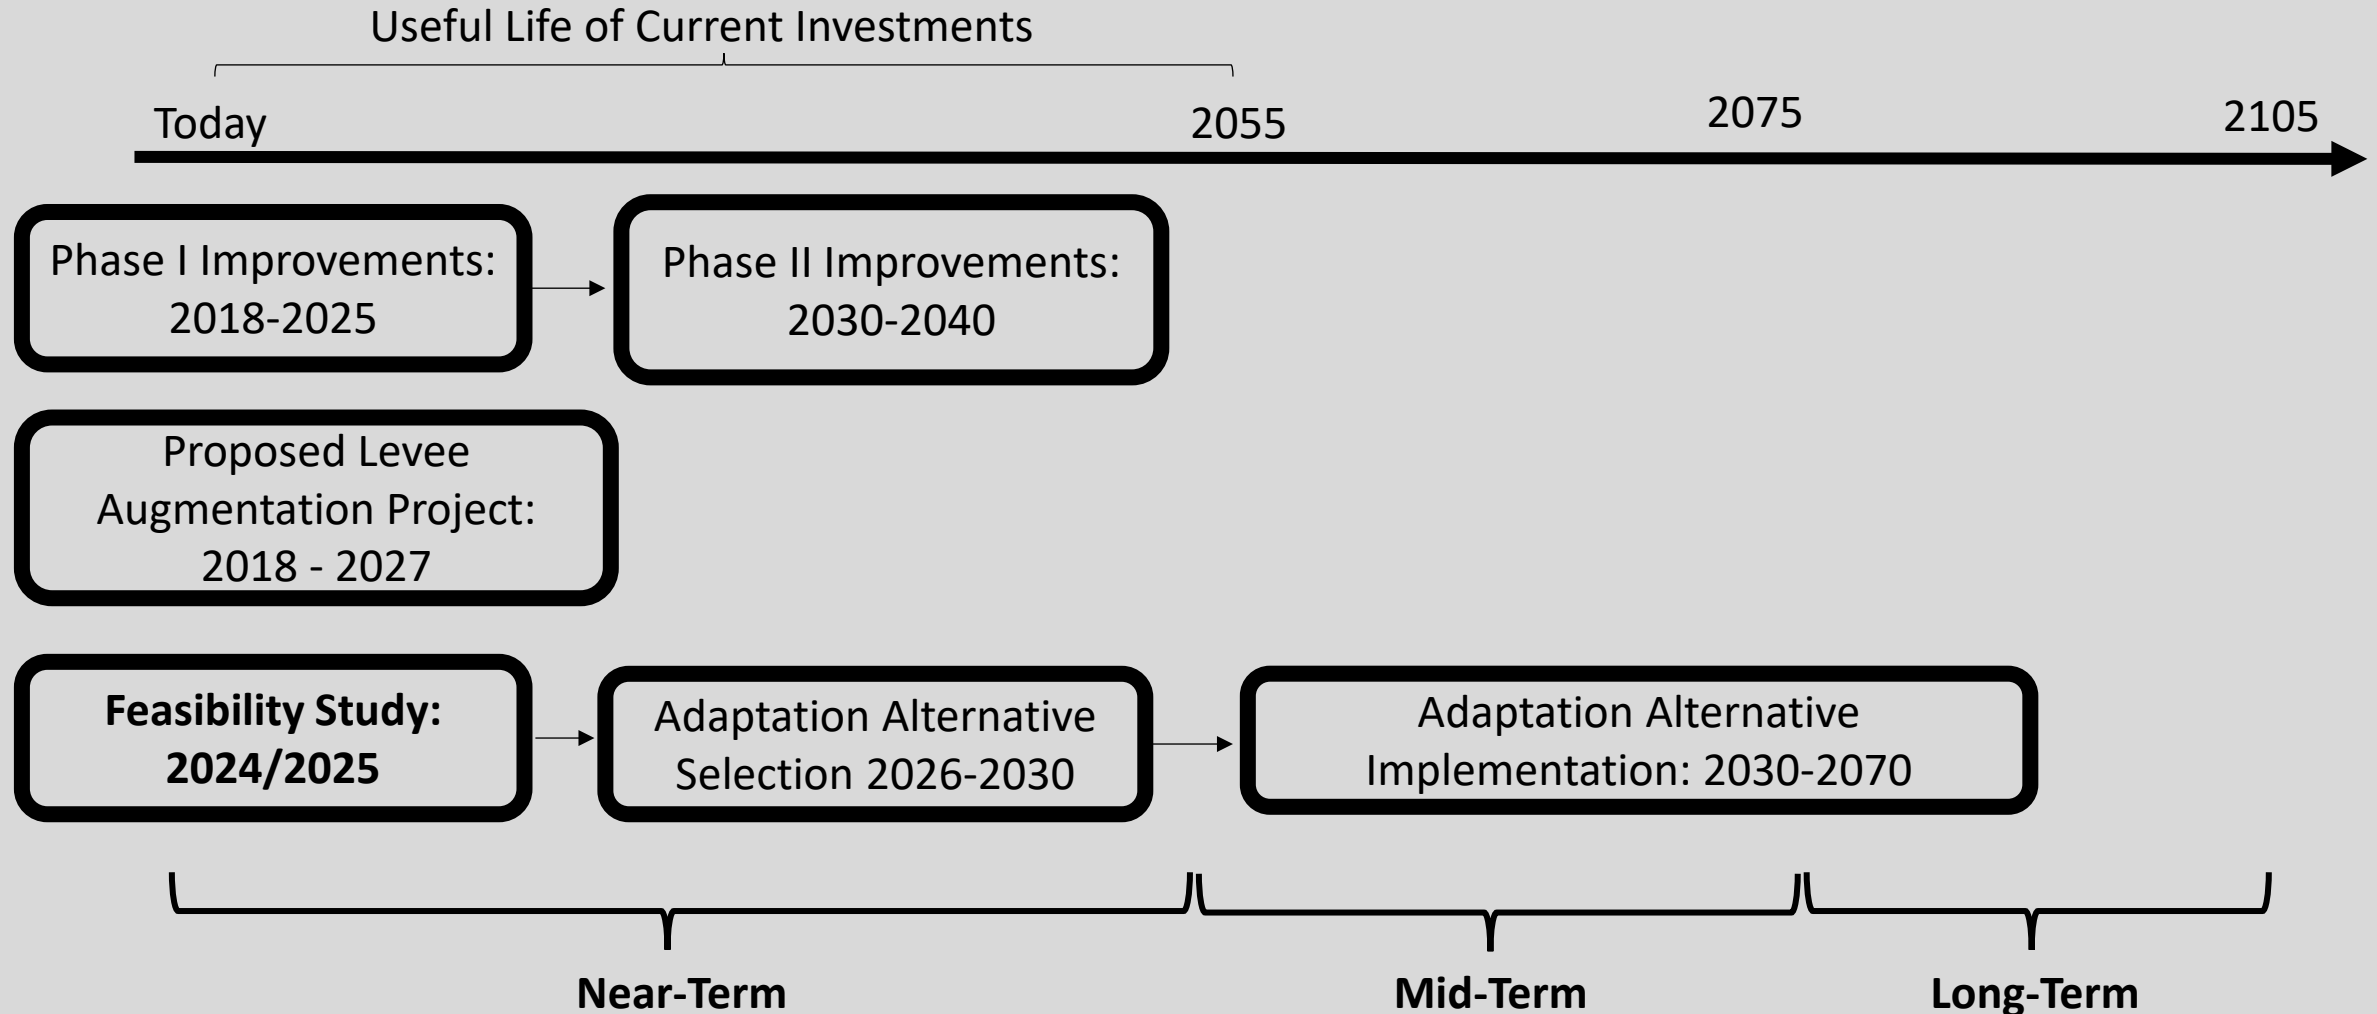 Useful Life of Current Investments
Today
2055
2075
2105
Phase I Improvements:
2018-2025
Phase II Improvements:
2030-2040
Proposed Levee
Augmentation Project:
2018 - 2027
Feasibility Study:
2024/2025
Adaptation Alternative
Selection 2026-2030
Adaptation Alternative
Implementation: 2030-2070
Near-Term
Mid-Term
Long-Term